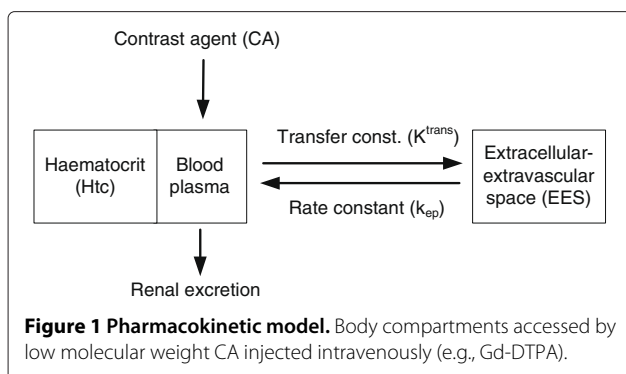 Contrast agent (CA)
Haematocrit
(Htc)
Blood
plasma
Transfer const. (K^trans)
Rate constant (k_ep)
Extracellular-
extravascular
space (EES)
Renal excretion
Figure 1 Pharmacokinetic model. Body compartments accessed by
low molecular weight CA injected intravenously (e.g., Gd-DTPA).